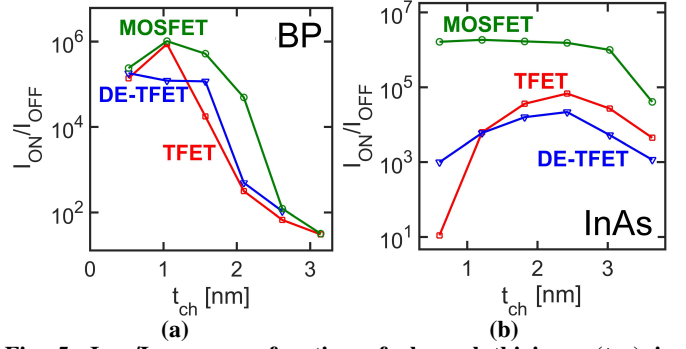 MOSFET
BP
10^6
DE-TFET
10^4
TFET
10^2
I_ON/I_OFF
0 1 2 3
t_ch [nm]
(a)
10^7
MOSFET
TFET
10^5
DE-TFET
10^3
InAs
10^1
I_ON/I_OFF
1 2 3
t_ch [nm]
(b)